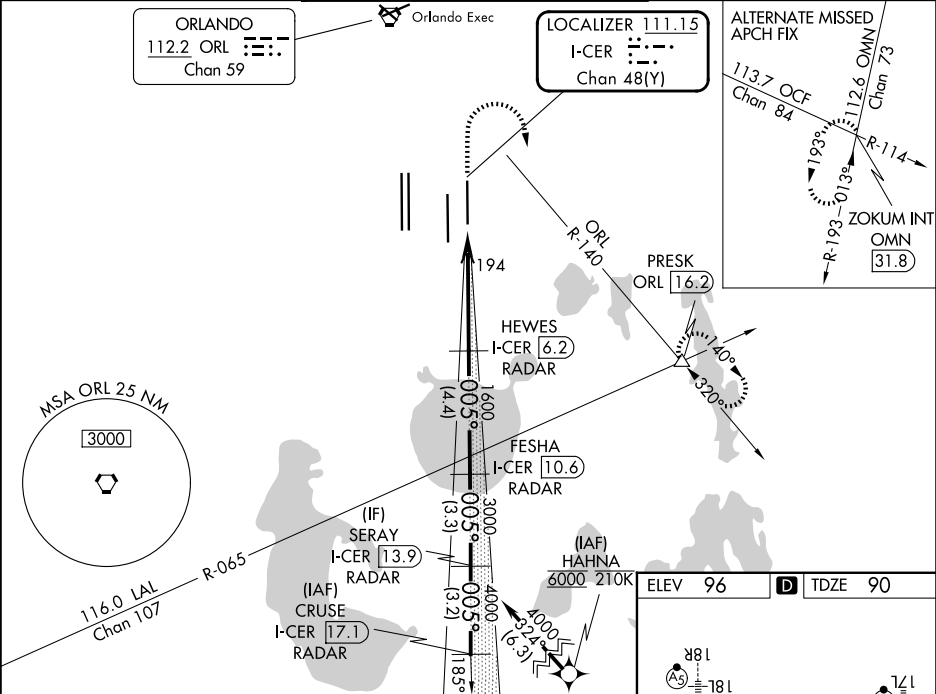 ORLANDO
112.2 ORL
Chan 59
Orlando Exec
LOCALIZER 111.15
I-CER
Chan 48(Y)
ALTERNATE MISSED
APCH FIX
113.7 OCF
Chan 84
112.6 OMN
Chan 73
193°
013°
R-114
R-193
ZOKUM INT
OMN
31.8
ORL
R-140
PRESK
ORL 16.2
140°
320°
194
HEWES
I-CER 6.2
RADAR
1600
005°
(4.4)
MSA ORL 25 NM
3000
FESHA
I-CER 10.6
RADAR
3000
005°
(3.3)
(IF)
SERAY
I-CER 13.9
RADAR
4000
005°
(3.2)
(IAF)
CRUSE
I-CER 17.1
RADAR
185°
116.0 LAL
Chan 107
R-065
(IAF)
HAHNA
6000 210K
4000
324°
(6.3)
ELEV 96
D
TDZE 90
18R
A5
18L
17L